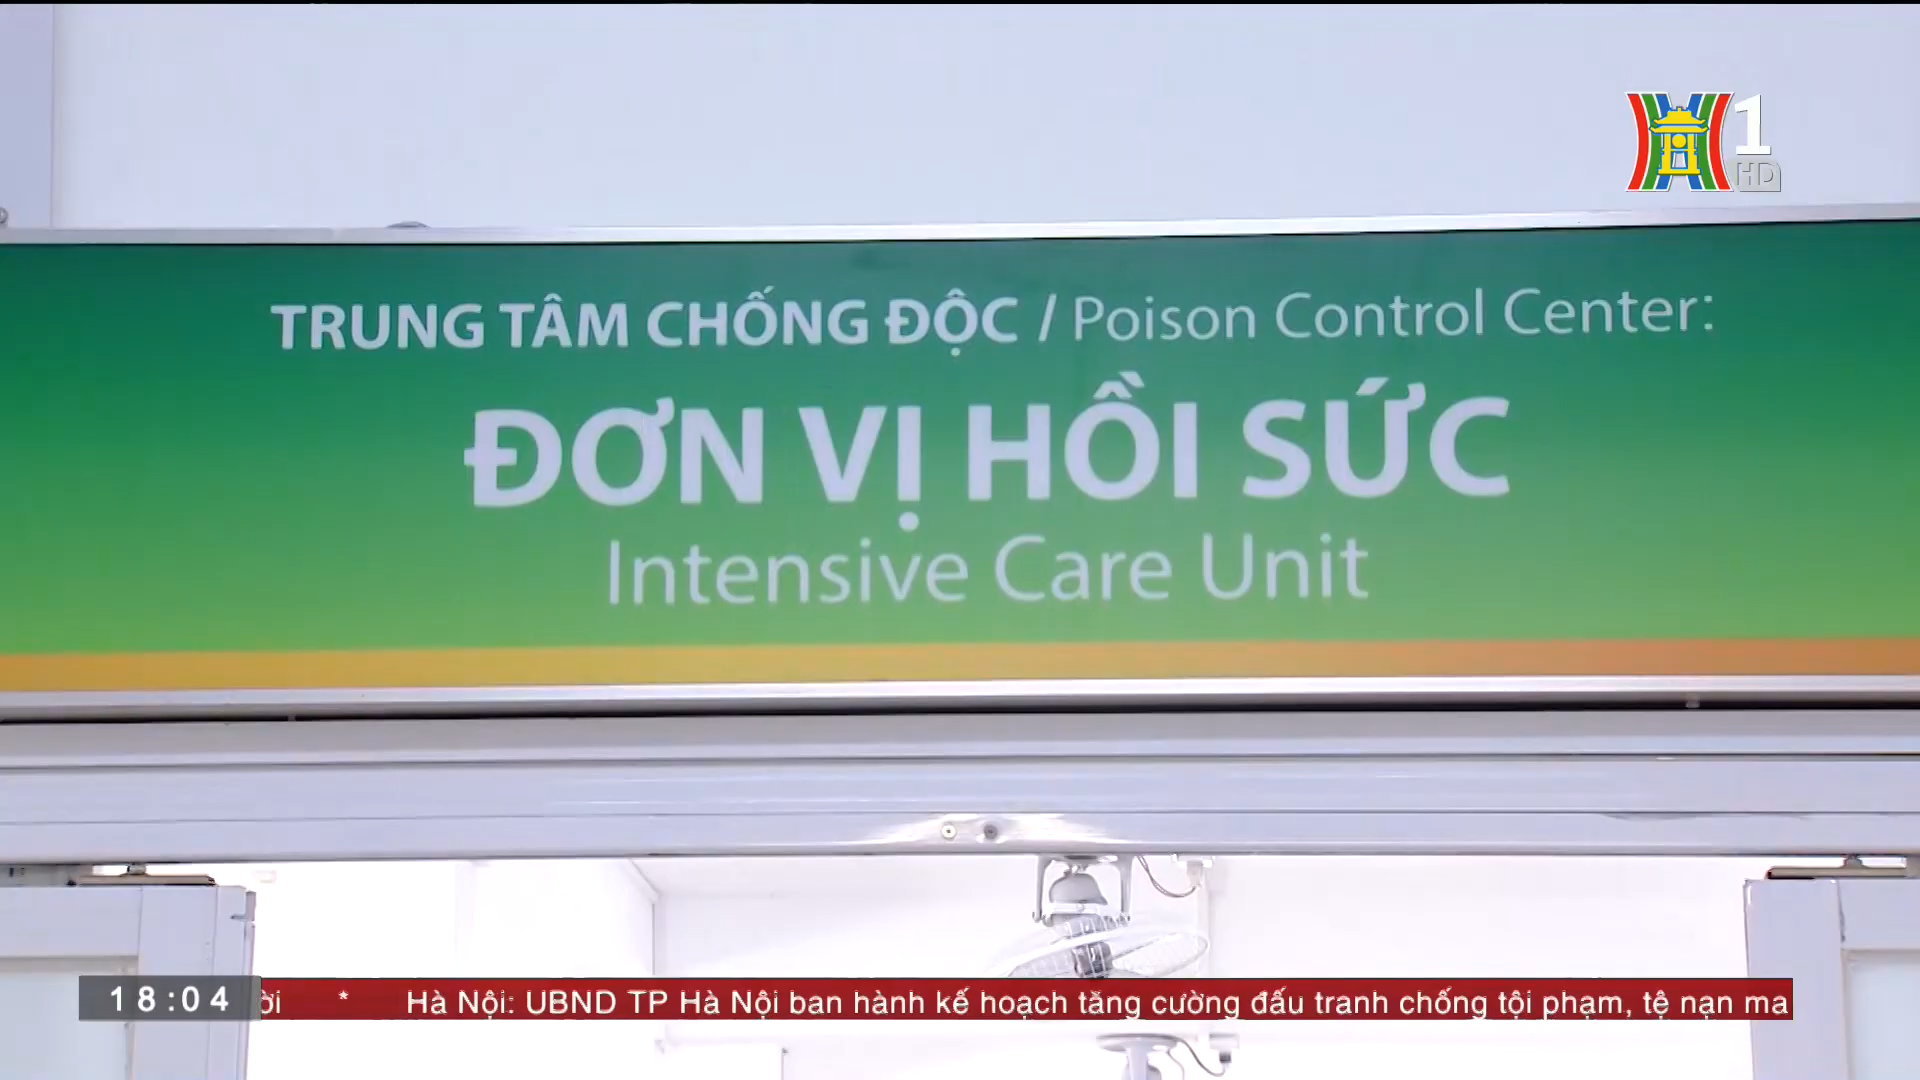 1
HD
TRUNG TÂM CHỐNG ĐỘC / Poison Control Center:
ĐƠN VỊ HỒI SỨC
Intensive Care Unit
18:04 * Hà Nội: UBND TP Hà Nội ban hành kế hoạch tăng cường đấu tranh chống tội phạm, tệ nạn ma